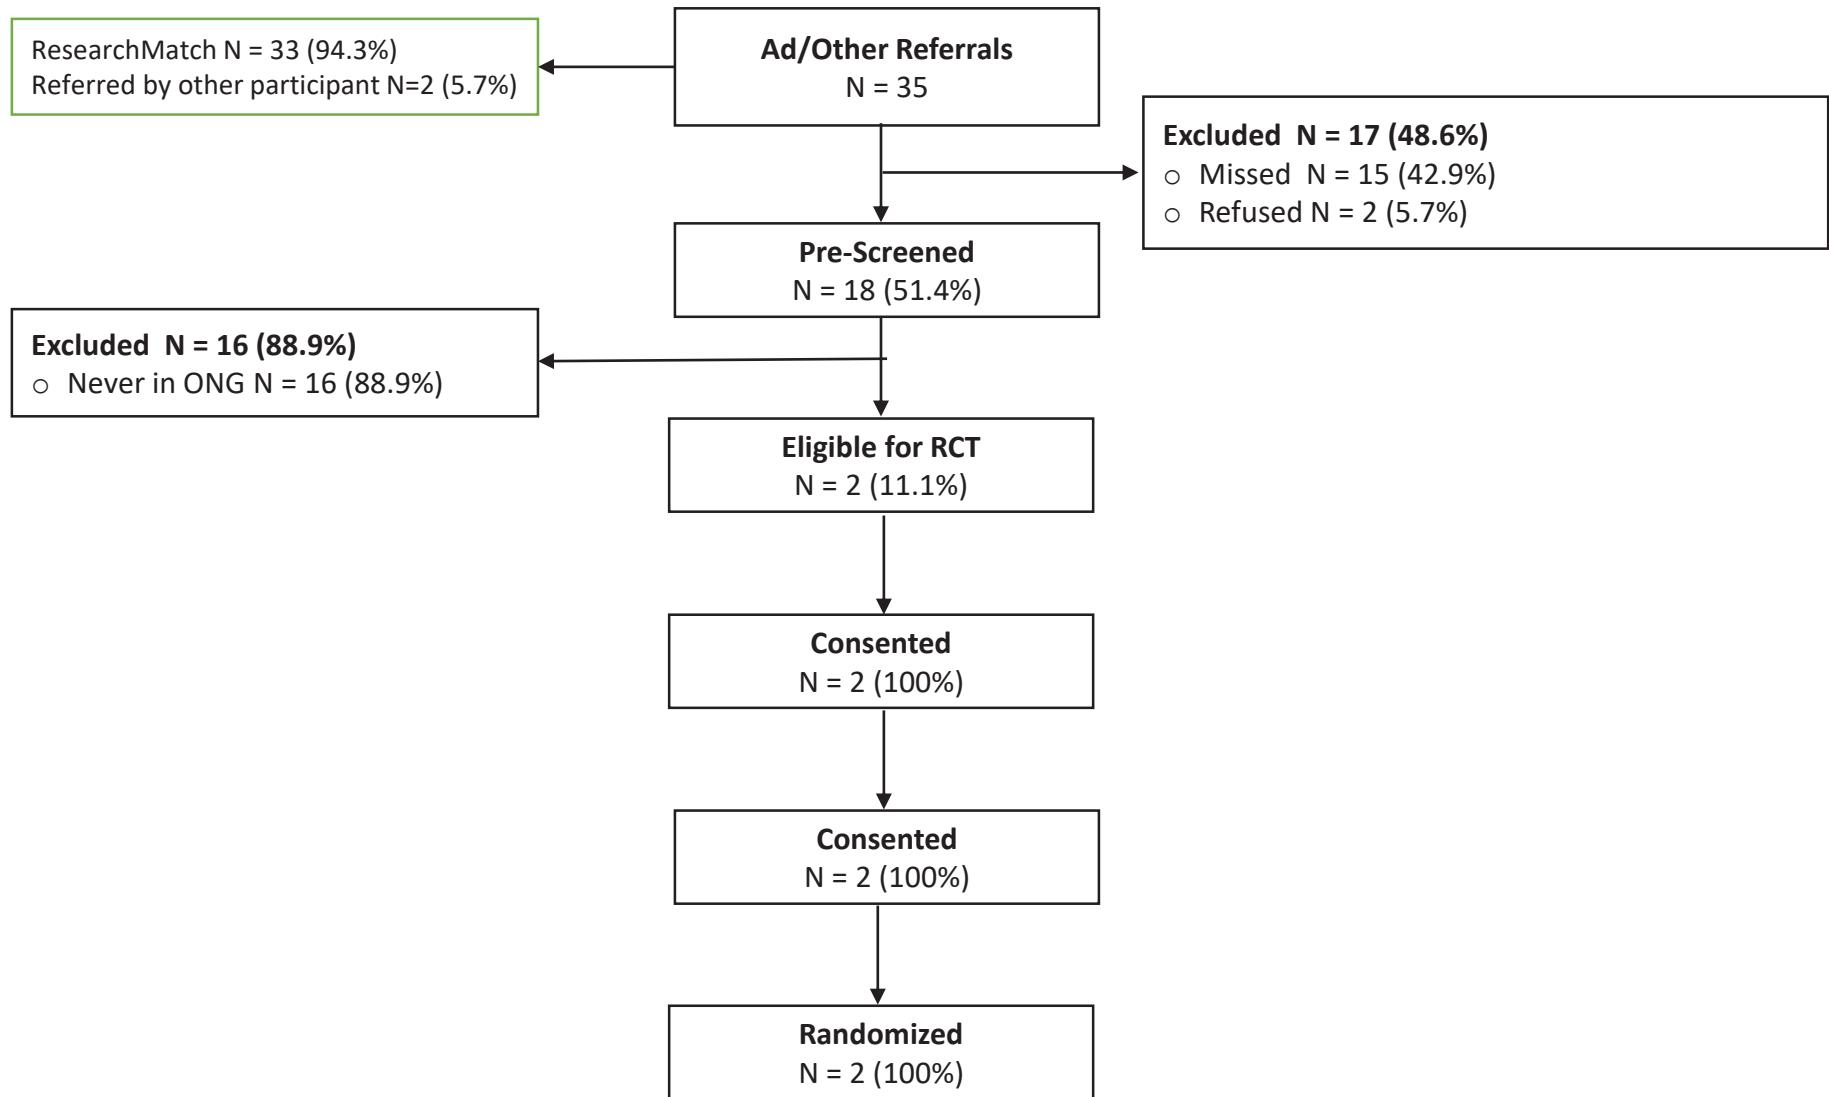 ResearchMatch N = 33 (94.3%)
Referred by other participant N=2 (5.7%)
Ad/Other Referrals
N = 35
Excluded  N = 17 (48.6%)
o Missed  N = 15 (42.9%)
o Refused N = 2 (5.7%)
Pre-Screened
N = 18 (51.4%)
Excluded  N = 16 (88.9%)
o Never in ONG N = 16 (88.9%)
Eligible for RCT
N = 2 (11.1%)
Consented
N = 2 (100%)
Consented
N = 2 (100%)
Randomized
N = 2 (100%)